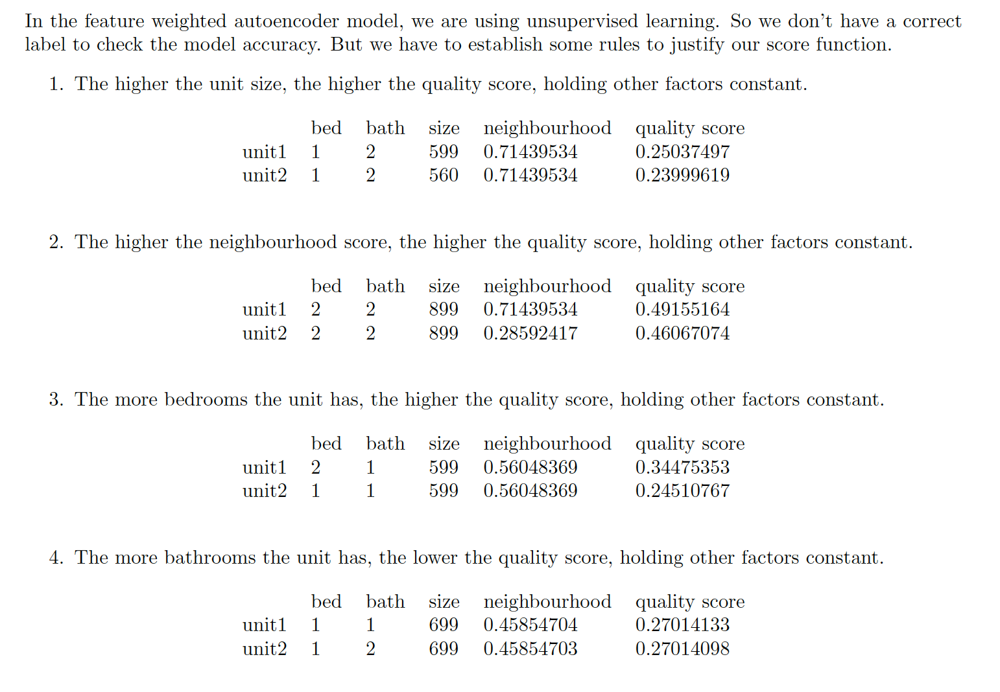 In the feature weighted autoencoder model, we are using unsupervised learning. So we don't have a correct
label to check the model accuracy. But we have to establish some rules to justify our score function.
1. The higher the unit size, the higher the quality score, holding other factors constant.
bed bath size neighbourhood quality score
unit1 1 2 599 0.71439534 0.25037497
unit2 1 2 560 0.71439534 0.23999619
2. The higher the neighbourhood score, the higher the quality score, holding other factors constant.
bed bath size neighbourhood quality score
unit1 2 2 899 0.71439534 0.49155164
unit2 2 2 899 0.28592417 0.46067074
3. The more bedrooms the unit has, the higher the quality score, holding other factors constant.
bed bath size neighbourhood quality score
unit1 2 1 599 0.56048369 0.34475353
unit2 1 1 599 0.56048369 0.24510767
4. The more bathrooms the unit has, the lower the quality score, holding other factors constant.
bed bath size neighbourhood quality score
unit1 1 1 699 0.45854704 0.27014133
unit2 1 2 699 0.45854703 0.27014098